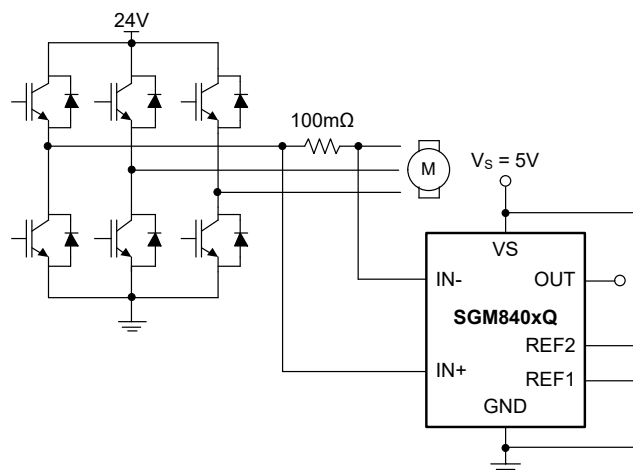 24V
100mΩ
M
VS = 5V
VS
IN-
OUT
SGM840xQ
REF2
IN+
REF1
GND